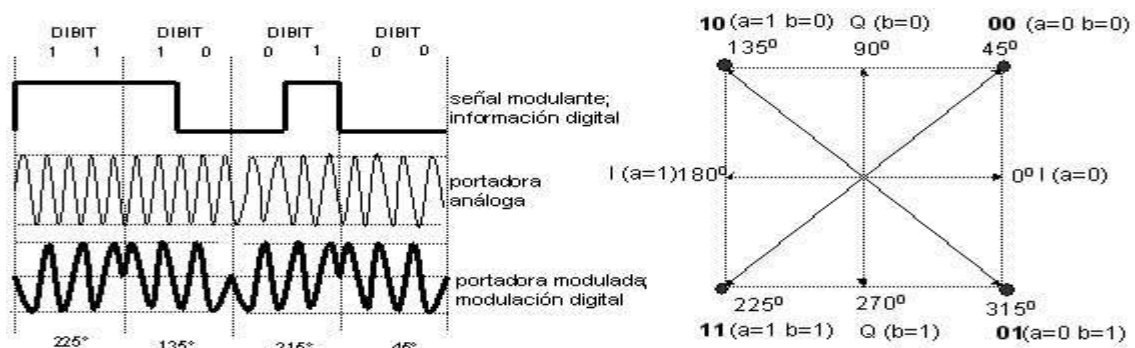 DIBIT DIBIT DIBIT DIBIT
1 1 1 0 0 1 0 0
señal modulante;
información digital
portadora
análoga
portadora modulada;
modulación digital
225° 135° 315° 45°
10 (a=1 b=0) Q (b=0) 00 (a=0 b=0)
135º 90º 45º
I (a=1) 180º 0º I (a=0)
225º 270º 315º
11 (a=1 b=1) Q (b=1) 01(a=0 b=1)